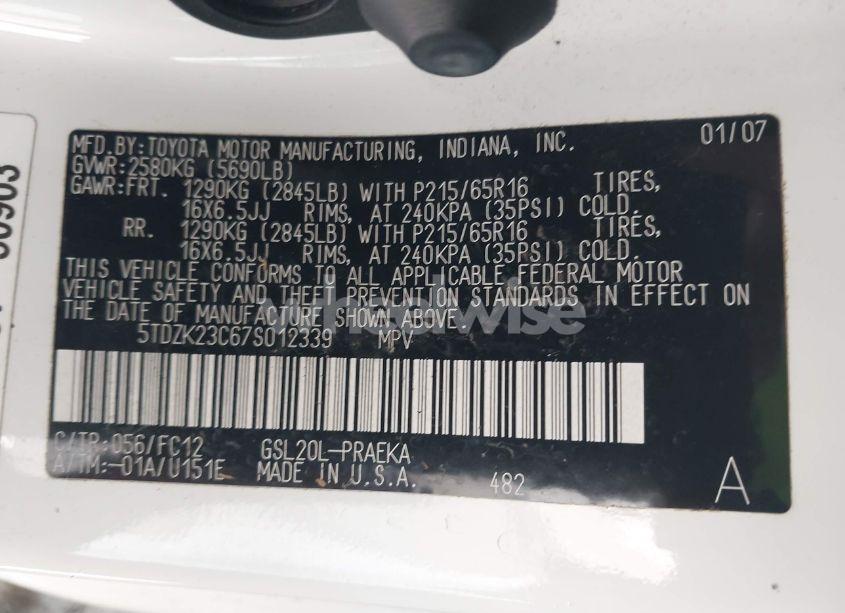 MFD.BY:TOYOTA MOTOR MANUFACTURING, INDIANA, INC. 01/07
GVWR:2580KG (5690LB)
GAWR:FRT. 1290KG (2845LB) WITH P215/65R16 TIRES,
16X6.5JJ RIMS, AT 240KPA (35PSI) COLD.
RR. 1290KG (2845LB) WITH P215/65R16 TIRES,
16X6.5JJ RIMS, AT 240KPA (35PSI) COLD.
THIS VEHICLE CONFORMS TO ALL APPLICABLE FEDERAL MOTOR
VEHICLE SAFETY AND THEFT PREVENTION STANDARDS IN EFFECT ON
THE DATE OF MANUFACTURE SHOWN ABOVE.
5TDZK23C67S012339 MPV
C/TR:056/FC12 GSL20L-PRAEKA
A/TM:-01A/U151E MADE IN U.S.A. 482 A